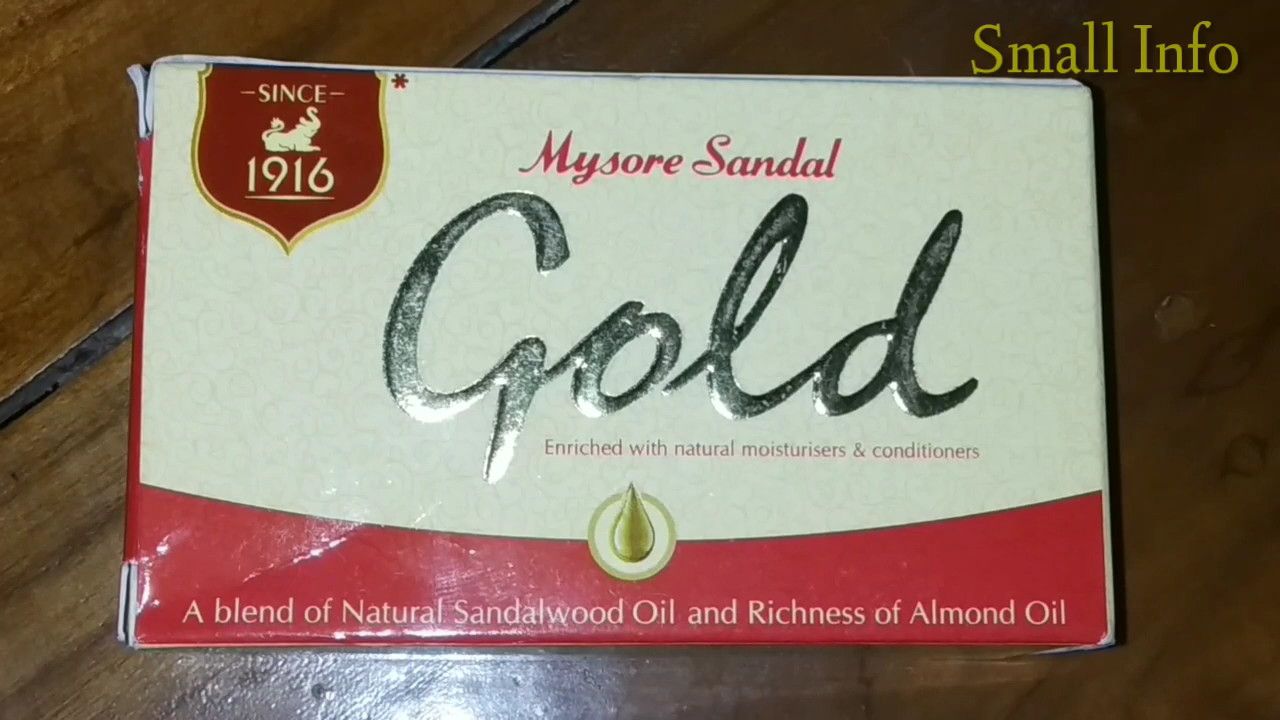 Small Info
–SINCE–
1916
*
Mysore Sandal
Gold
Enriched with natural moisturisers & conditioners
A blend of Natural Sandalwood Oil and Richness of Almond Oil